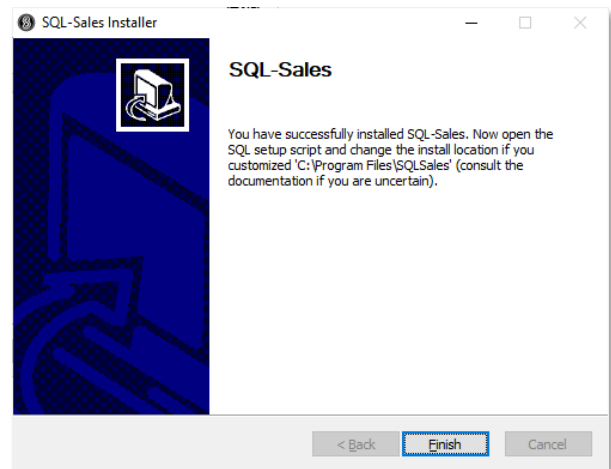 SQL-Sales Installer
SQL-Sales
You have successfully installed SQL-Sales. Now open the
SQL setup script and change the install location if you
customized 'C:\Program Files\SQLSales' (consult the
documentation if you are uncertain).
< Back
Finish
Cancel